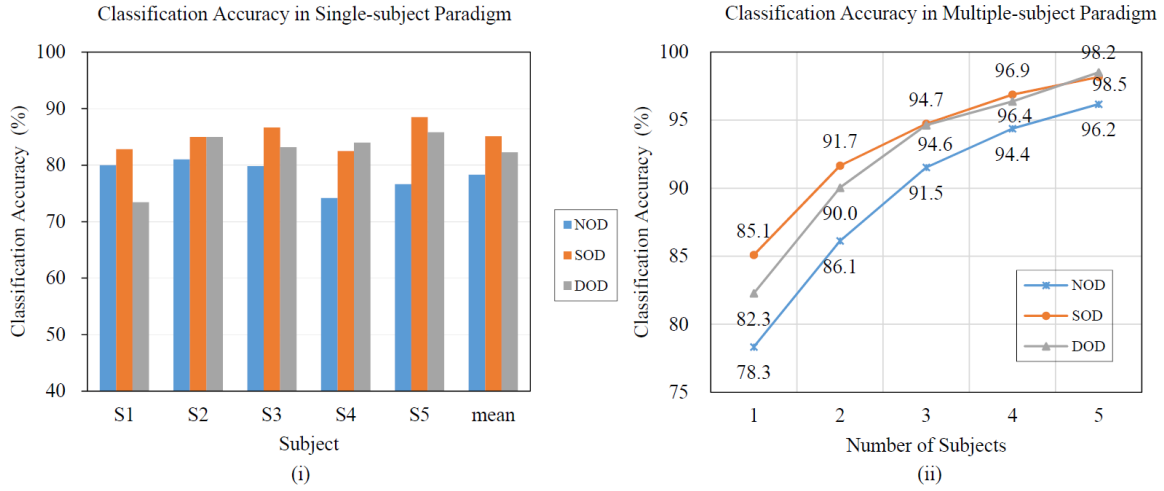 Classification Accuracy in Single-subject Paradigm
Classification Accuracy (%)
100
90
80
70
60
50
40
S1 S2 S3 S4 S5 mean
Subject
(i)
NOD
SOD
DOD
Classification Accuracy in Multiple-subject Paradigm
Classification Accuracy (%)
100
95
90
85
80
75
85.1
82.3
78.3
91.7
90.0
86.1
94.7
94.6
91.5
96.9
96.4
94.4
98.2
98.5
96.2
NOD
SOD
DOD
1 2 3 4 5
Number of Subjects
(ii)